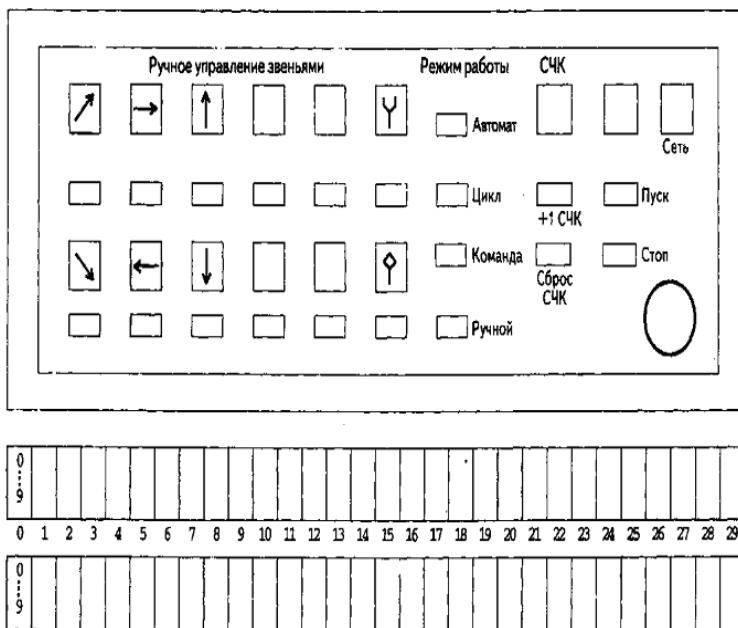 Ручное управление звеньями
Режим работы
СЧК
Автомат
Сеть
Цикл
+1 СЧК
Пуск
Команда
Сброс
СЧК
Стоп
Ручной
0
9
0 1 2 3 4 5 6 7 8 9 10 11 12 13 14 15 16 17 18 19 20 21 22 23 24 25 26 27 28 29
0
9